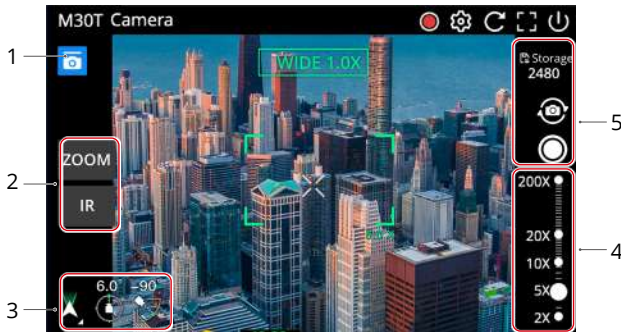 M30T Camera
WIDE 1.0X
Storage
2480
1
ZOOM
2
IR
5
200X
20X
10X
5X
2X
4
6.0 -90
3